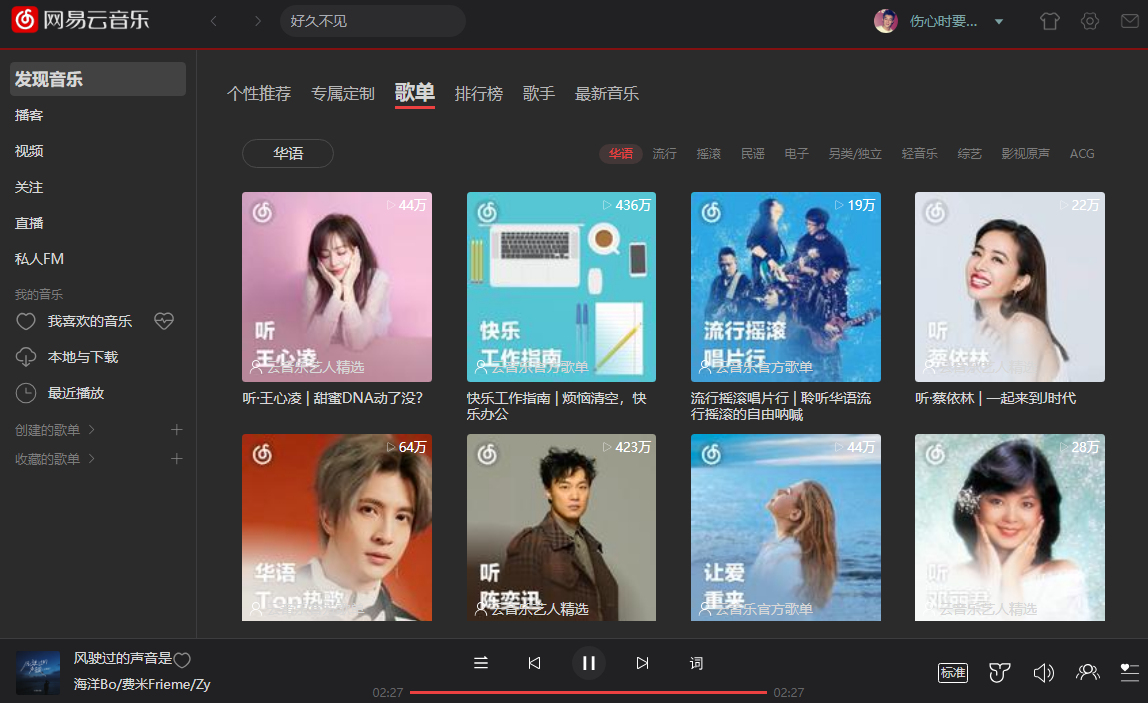 网易云音乐
好久不见
伤心时要...
发现音乐
播客
视频
关注
直播
私人FM
我的音乐
我喜欢的音乐
本地与下载
最近播放
创建的歌单
收藏的歌单
个性推荐 专属定制 歌单 排行榜 歌手 最新音乐
华语
华语 流行 摇滚 民谣 电子 另类/独立 轻音乐 综艺 影视原声 ACG
44万
听
王心凌
云音乐艺人精选
听·王心凌 | 甜蜜DNA动了没?
436万
快乐
工作指南
云音乐官方歌单
快乐工作指南 | 烦恼清空，快
乐办公
19万
流行摇滚
唱片行
云音乐官方歌单
流行摇滚唱片行 | 聆听华语流
行摇滚的自由呐喊
22万
听
蔡依林
听·蔡依林 | 一起来到J时代
64万
华语
Top热歌
423万
听
陈奕迅
云音乐艺人精选
44万
让爱
重来
云音乐官方歌单
28万
听
邓丽君
云音乐艺人精选
风驶过的声音是
海洋Bo/费米Frieme/Zy
词
02:27
02:27
标准